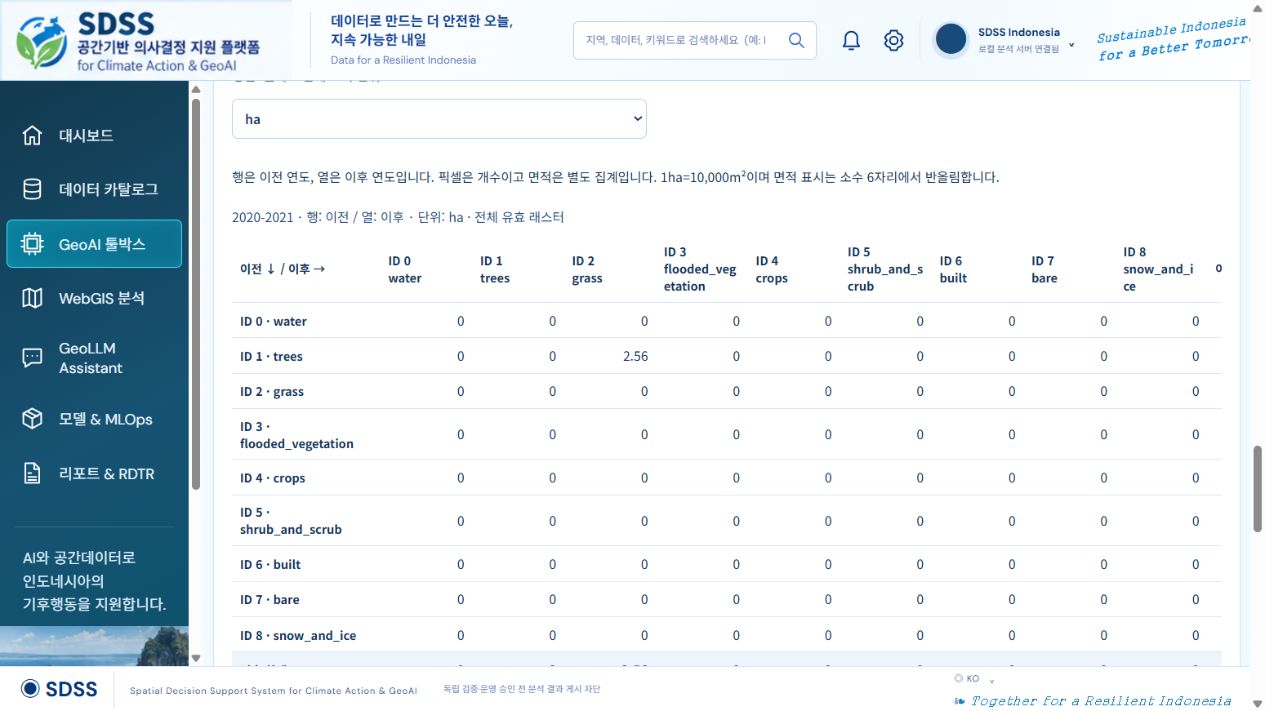 SDSS
공간기반 의사결정 지원 플랫폼
for Climate Action & GeoAI
데이터로 만드는 더 안전한 오늘,
지속 가능한 내일
Data for a Resilient Indonesia
지역, 데이터, 키워드로 검색하세요 (예: l
SDSS Indonesia
로컬 분석 서버 연결됨
Sustainable Indonesia
for a Better Tomorr
대시보드
데이터 카탈로그
GeoAI 툴박스
WebGIS 분석
GeoLLM
Assistant
모델 & MLOps
리포트 & RDTR
AI와 공간데이터로
인도네시아의
기후행동을 지원합니다.
ha
행은 이전 연도, 열은 이후 연도입니다. 픽셀은 개수이고 면적은 별도 집계입니다. 1ha=10,000m²이며 면적 표시는 소수 6자리에서 반올림합니다.
2020-2021 · 행: 이전 / 열: 이후 · 단위: ha · 전체 유효 래스터
이전 ↓ / 이후 → ID 0 water ID 1 trees ID 2 grass ID 3 flooded_vegetation ID 4 crops ID 5 shrub_and_scrub ID 6 built ID 7 bare ID 8 snow_and_ice 0
ID 0 · water 0 0 0 0 0 0 0 0 0
ID 1 · trees 0 0 2.56 0 0 0 0 0 0
ID 2 · grass 0 0 0 0 0 0 0 0 0
ID 3 · flooded_vegetation 0 0 0 0 0 0 0 0 0
ID 4 · crops 0 0 0 0 0 0 0 0 0
ID 5 · shrub_and_scrub 0 0 0 0 0 0 0 0 0
ID 6 · built 0 0 0 0 0 0 0 0 0
ID 7 · bare 0 0 0 0 0 0 0 0 0
ID 8 · snow_and_ice 0 0 0 0 0 0 0 0 0
SDSS
Spatial Decision Support System for Climate Action & GeoAI
독립 검증·운영 승인 전 분석 결과 게시 차단
KO
Together for a Resilient Indonesia